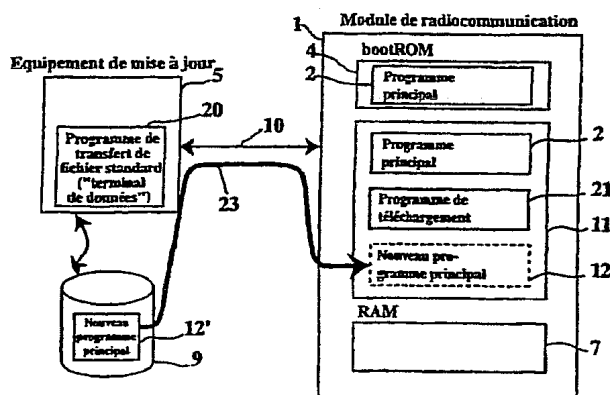 Module de radiocommunication
1
4
bootROM
Equipement de mise à jour
5
2
Programme
principal
20
10
Programme de
transfert de
fichier standard
("terminal
de données")
Programme
principal
2
21
23
Programme de
téléchargement
11
Nouveau pro-
gramme principal
12
Nouveau
programme
principal
12'
9
RAM
7